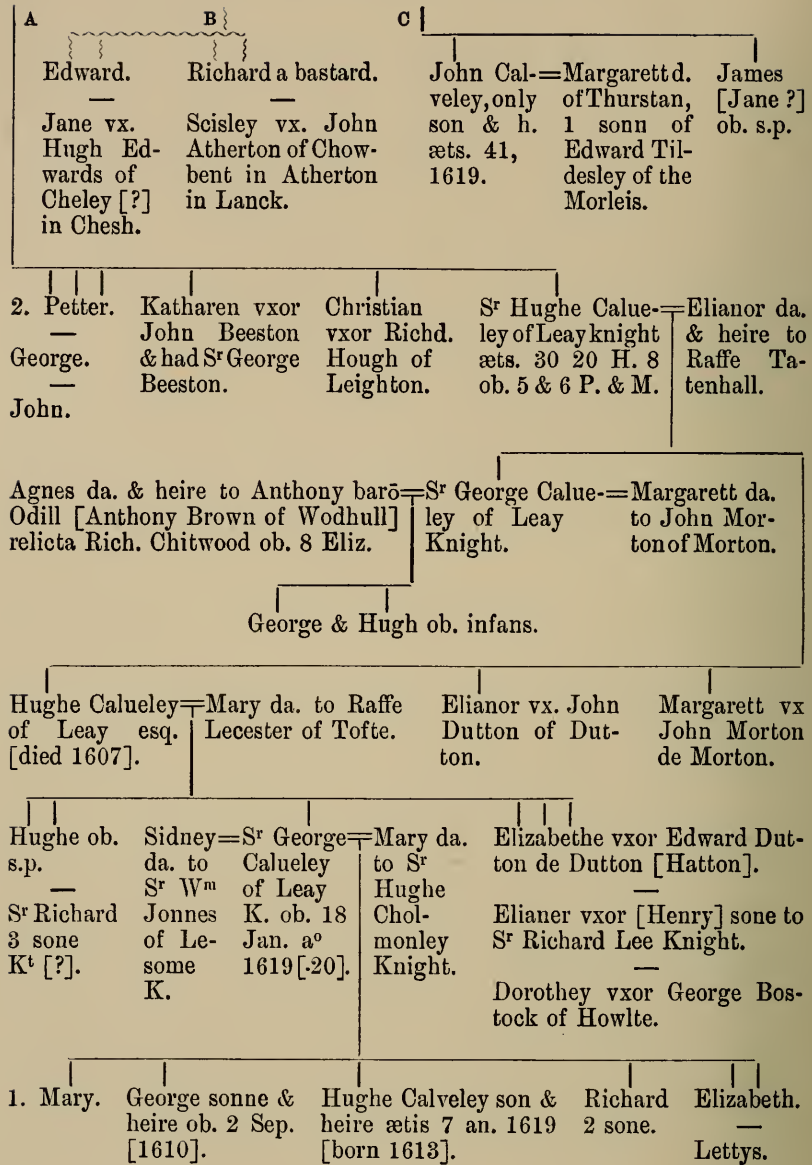 A
B
C
Edward.
—
Jane vx.
Hugh Ed-
wards of
Cheley [?]
in Chesh.
Richard a bastard.
—
Scisley vx. John
Atherton of Chow-
bent in Atherton
in Lanck.
John Cal-=
veley, only
son & h.
æts. 41,
1619.
Margarett d.
of Thurstan,
1 sonn of
Edward Til-
desley of the
Morleis.
James
[Jane ?]
ob. s.p.
2. Petter.
—
George.
—
John.
Katharen vxor
John Beeston
& had Sʳ George
Beeston.
Christian
vxor Richd.
Hough of
Leighton.
Sʳ Hughe Calue-=
ley of Leay knight
æts. 30 20 H. 8
ob. 5 & 6 P. & M.
Elianor da.
& heire to
Raffe Ta-
tenhall.
Agnes da. & heire to Anthony barō=
Odill [Anthony Brown of Wodhull]
relicta Rich. Chitwood ob. 8 Eliz.
Sʳ George Calue-=
ley of Leay
Knight.
Margarett da.
to John Mor-
ton of Morton.
George & Hugh ob. infans.
Hughe Calueley=
of Leay esq.
[died 1607].
Mary da. to Raffe
Lecester of Tofte.
Elianor vx. John
Dutton of Dut-
ton.
Margarett vx
John Morton
de Morton.
Hughe ob.
s.p.
—
Sʳ Richard
3 sone
Kᵗ [?].
Sidney=
da. to
Sʳ Wᵐ
Jonnes
of Le-
some
K.
Sʳ George=
Calueley
of Leay
K. ob. 18
Jan. aᵒ
1619[-20].
Mary da.
to Sʳ
Hughe
Chol-
monley
Knight.
Elizabethe vxor Edward Dut-
ton de Dutton [Hatton].
—
Elianer vxor [Henry] sone to
Sʳ Richard Lee Knight.
—
Dorothey vxor George Bos-
tock of Howlte.
1. Mary.
George sonne &
heire ob. 2 Sep.
[1610].
Hughe Calveley son &
heire ætis 7 an. 1619
[born 1613].
Richard
2 sone.
Elizabeth.
—
Lettys.